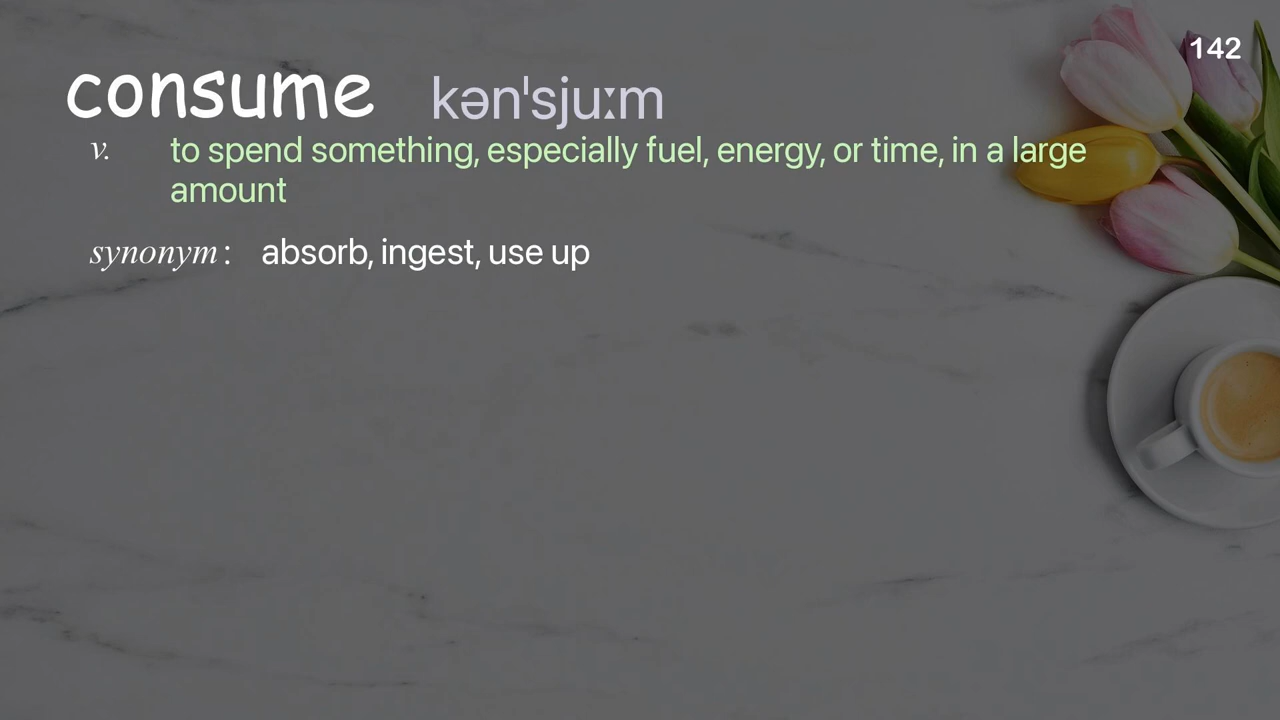 142
consume kən'sjuːm
v. to spend something, especially fuel, energy, or time, in a large
amount
synonym : absorb, ingest, use up